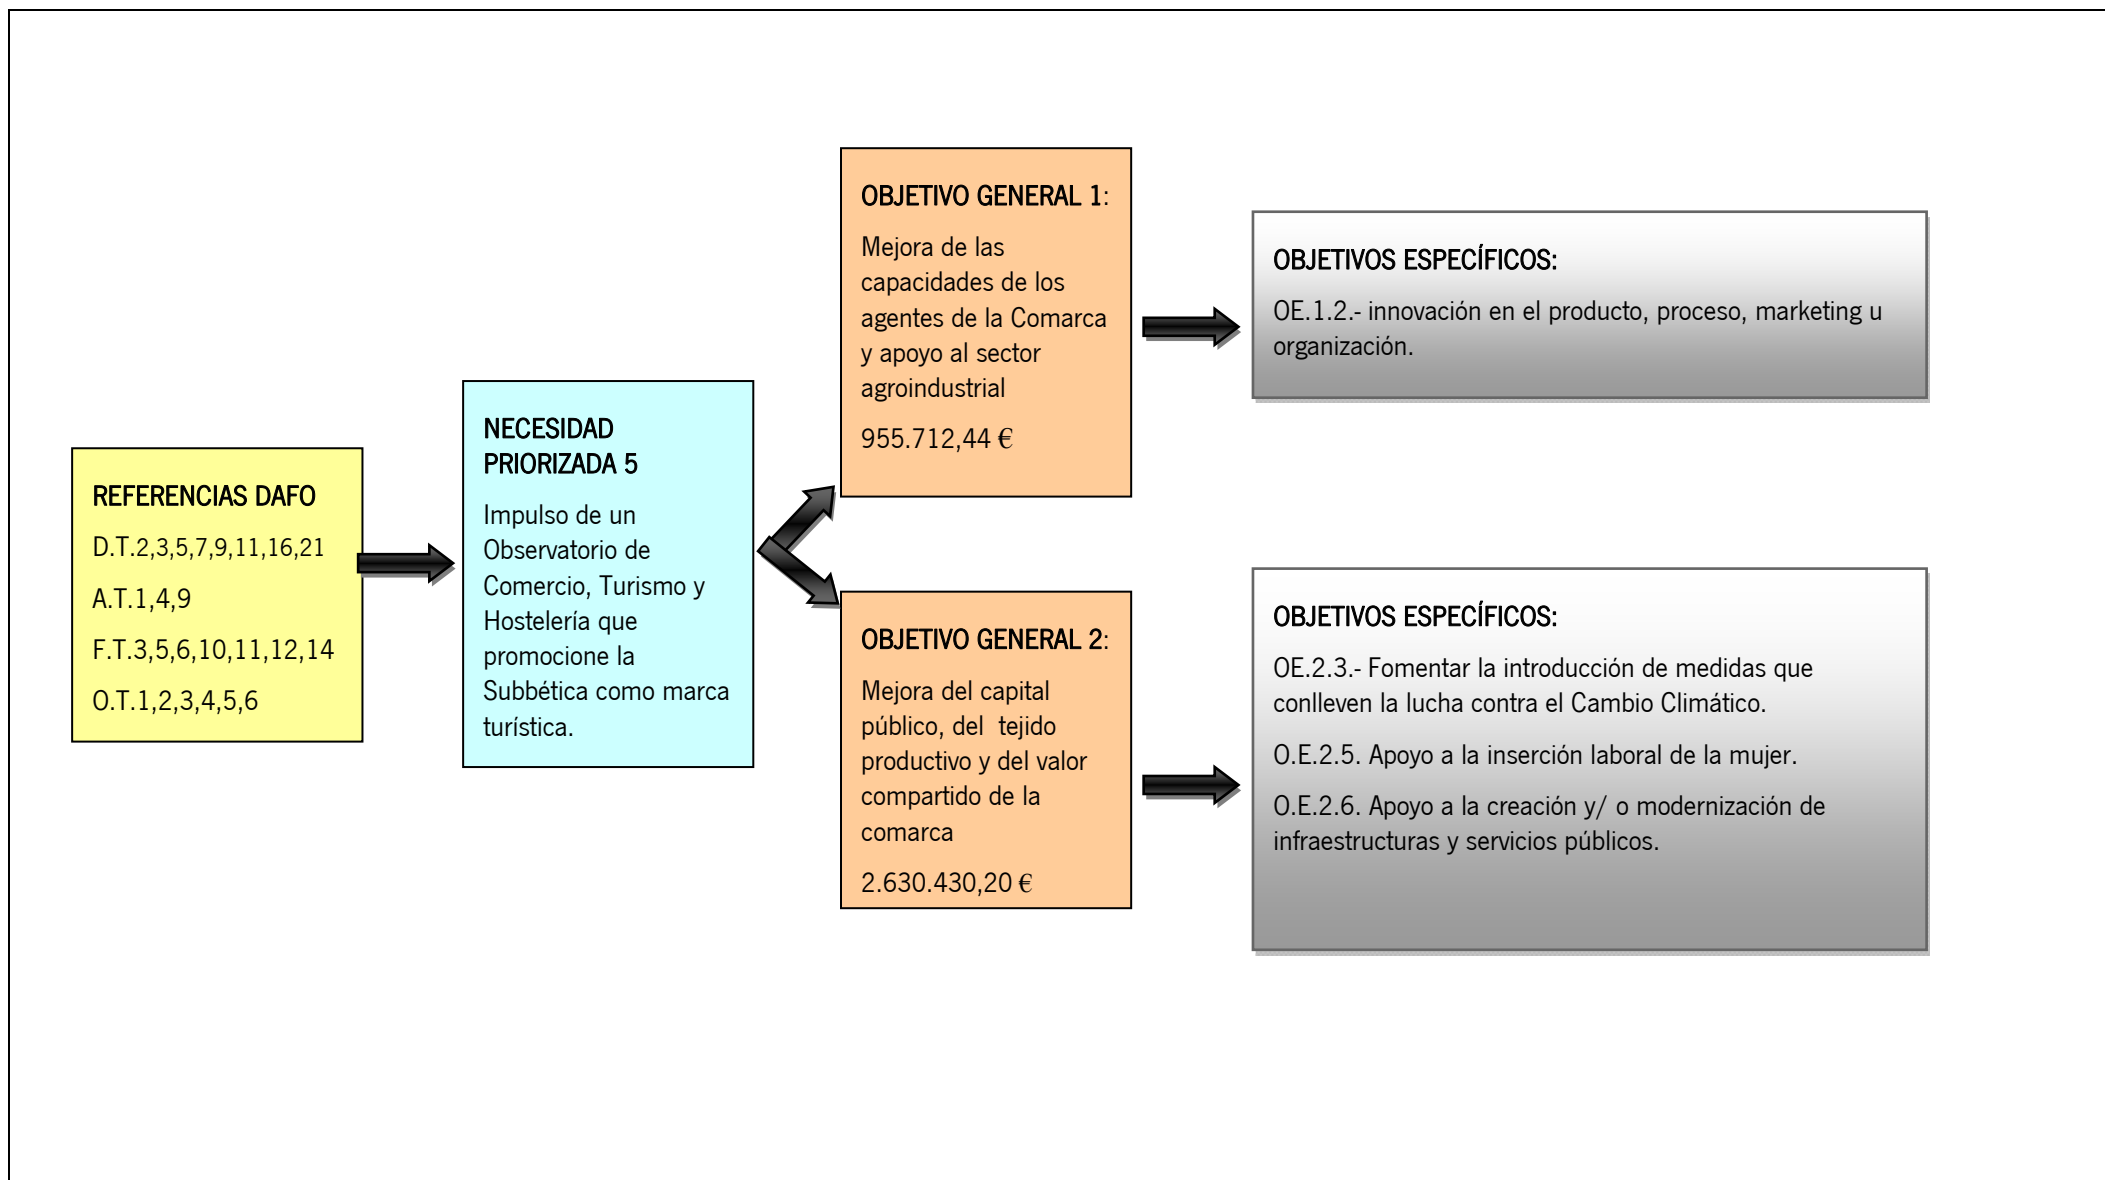 REFERENCIAS DAFO
D.T.2,3,5,7,9,11,16,21
A.T.1,4,9
F.T.3,5,6,10,11,12,14
O.T.1,2,3,4,5,6
NECESIDAD
PRIORIZADA 5
Impulso de un
Observatorio de
Comercio, Turismo y
Hostelería que
promocione la
Subbética como marca
turística.
OBJETIVO GENERAL 1:
Mejora de las
capacidades de los
agentes de la Comarca
y apoyo al sector
agroindustrial
955.712,44 €
OBJETIVO GENERAL 2:
Mejora del capital
público, del  tejido
productivo y del valor
compartido de la
comarca
2.630.430,20 €
OBJETIVOS ESPECÍFICOS:
OE.1.2.- innovación en el producto, proceso, marketing u
organización.
OBJETIVOS ESPECÍFICOS:
OE.2.3.- Fomentar la introducción de medidas que
conlleven la lucha contra el Cambio Climático.
O.E.2.5. Apoyo a la inserción laboral de la mujer.
O.E.2.6. Apoyo a la creación y/ o modernización de
infraestructuras y servicios públicos.